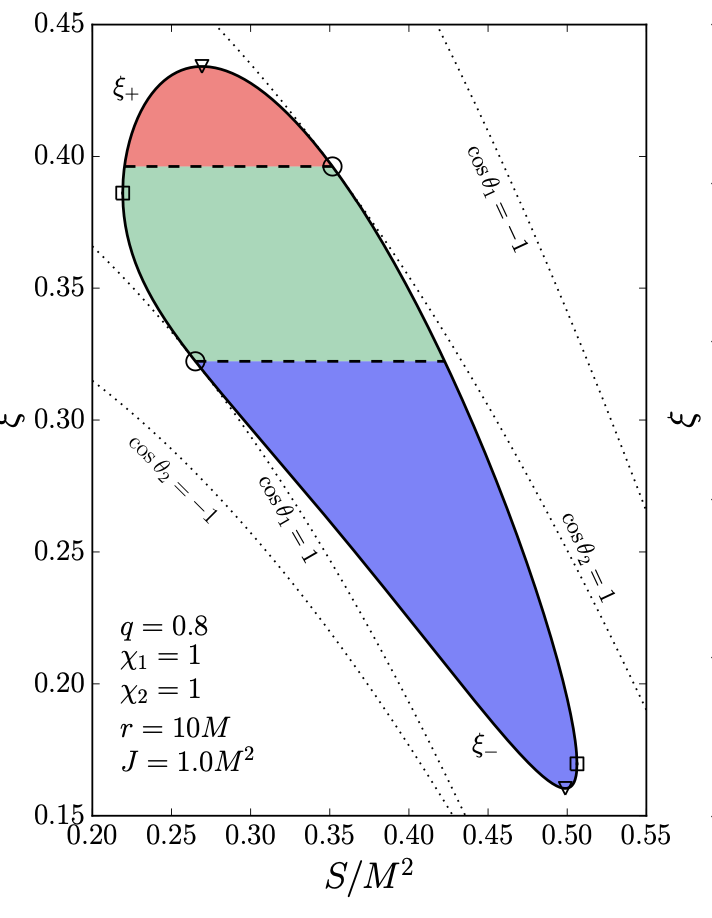 0.45
0.40
0.35
0.30
0.25
0.20
0.15
ξ
ξ₊
cos θ₁ = −1
cos θ₂ = −1
cos θ₁ = 1
cos θ₂ = 1
q = 0.8
χ₁ = 1
χ₂ = 1
r = 10M
J = 1.0M²
ξ₋
ξ
0.20 0.25 0.30 0.35 0.40 0.45 0.50 0.55
S/M²